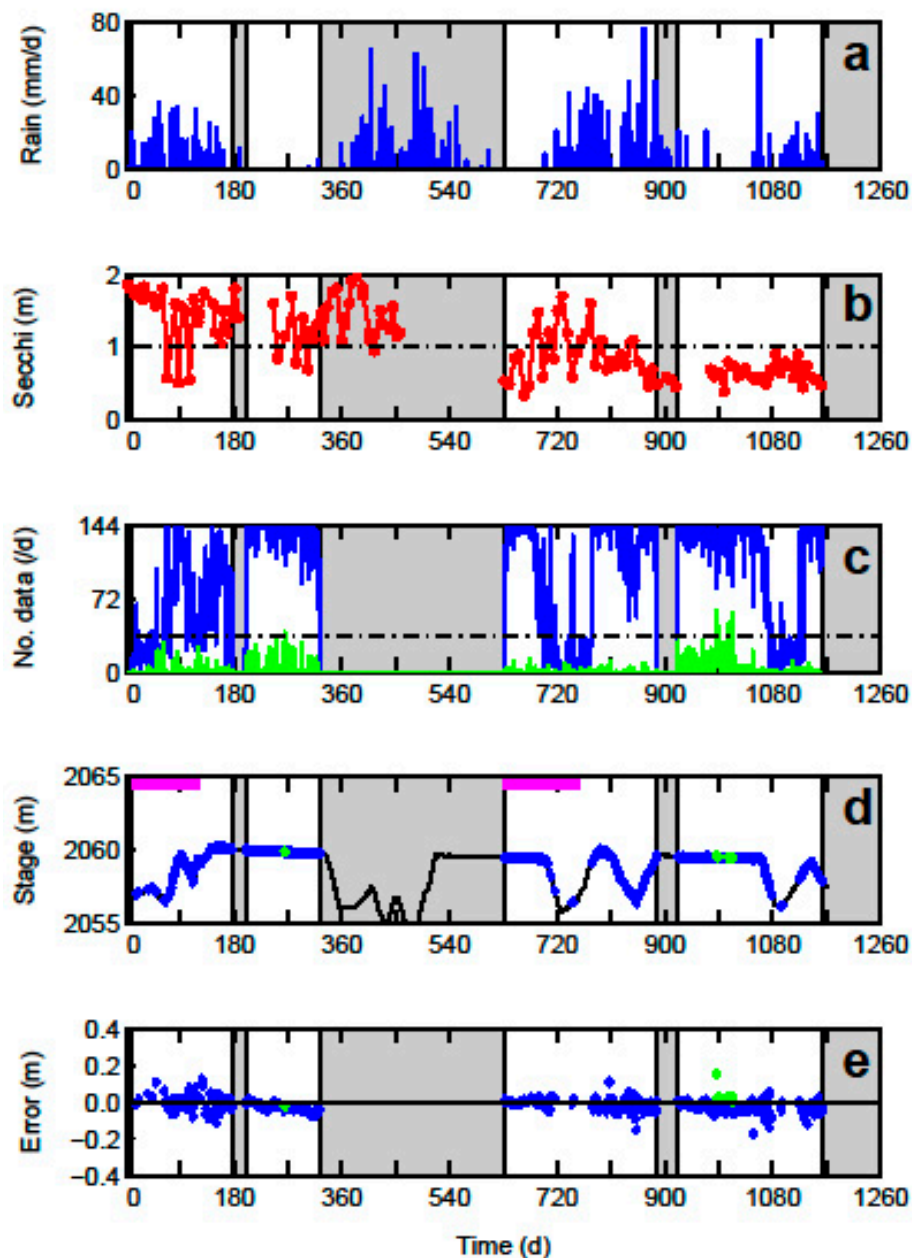 80
a
40
Rain (mm/d)
0
0 180 360 540 720 900 1080 1260
2
b
1
Secchi (m)
0
0 180 360 540 720 900 1080 1260
144
c
72
No. data (/d)
0
0 180 360 540 720 900 1080 1260
2065
d
2060
Stage (m)
2055
0 180 360 540 720 900 1080 1260
0.4
e
0.2
0.0
Error (m)
−0.2
−0.4
0 180 360 540 720 900 1080 1260
Time (d)